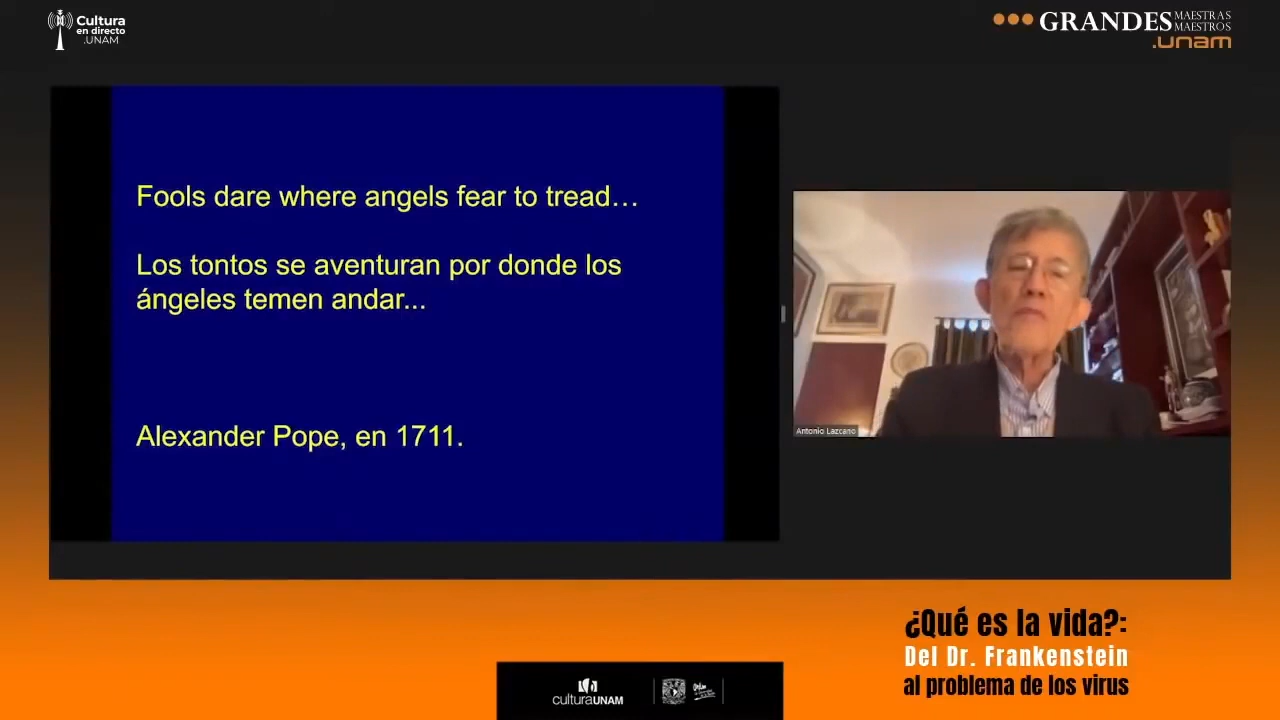 Cultura
en directo
.UNAM
GRANDES MAESTRAS MAESTROS
.unam
Fools dare where angels fear to tread…
Los tontos se aventuran por donde los
ángeles temen andar...
Alexander Pope, en 1711.
Antonio Lazcano
¿Qué es la vida?:
Del Dr. Frankenstein
al problema de los virus
culturaUNAM